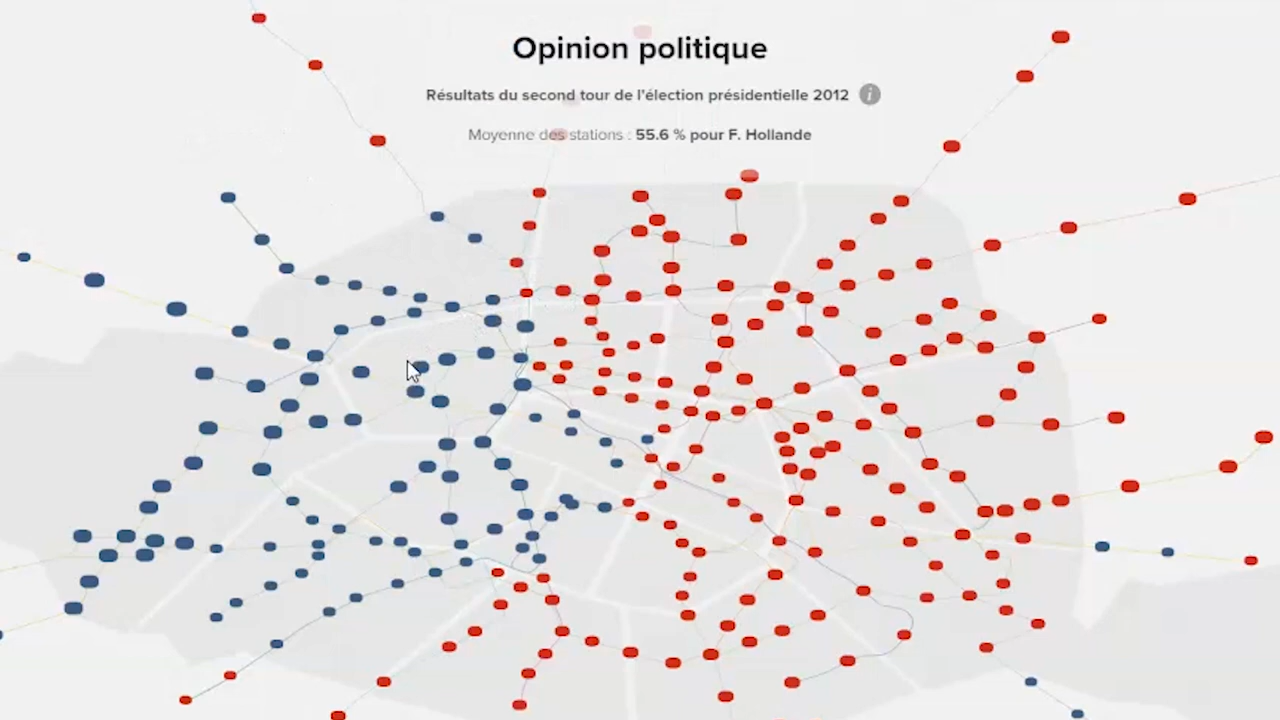 Opinion politique
Résultats du second tour de l'élection présidentielle 2012 i
Moyenne des stations : 55.6 % pour F. Hollande